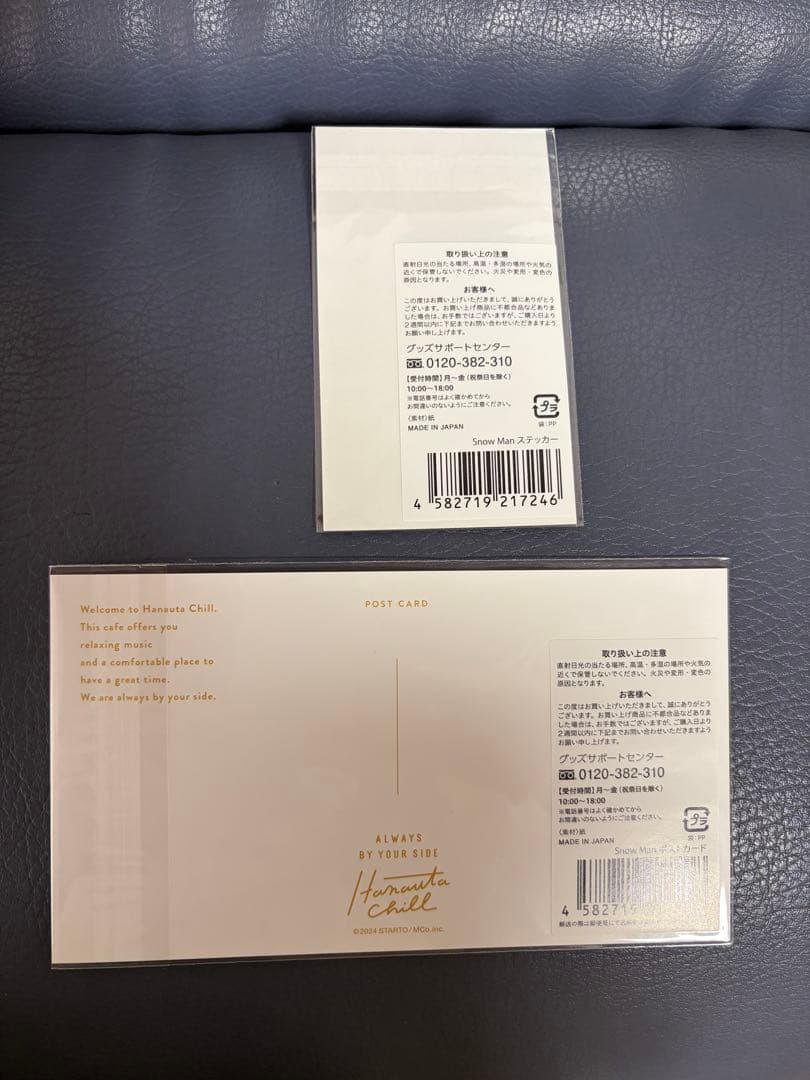 取り扱い上の注意
直射日光の当たる場所、高温・多湿の場所や火気の
近くで保管しないでください。火災や変形・変色の
原因となります。
お客様へ
この度はお買い上げいただきまして、誠にありがとう
ございます。お買い上げ商品に不都合品などありま
した場合は、お手数ではございますが、ご購入日より
2週間以内に下記までお問い合わせいただきますよう
お願い申し上げます。
グッズサポートセンター
0120-382-310
【受付時間】月〜金(祝祭日を除く)
10:00〜18:00
※電話番号はよく確かめてから
お間違いのないようにご注意ください。
〈素材〉紙
MADE IN JAPAN
プラ
袋:PP
Snow Man ステッカー
4 582719 217246
Welcome to Hanauta Chill.
This cafe offers you
relaxing music
and a comfortable place to
have a great time.
We are always by your side.
POST CARD
ALWAYS
BY YOUR SIDE
Hanauta
Chill
©2024 STARTO/MCo.inc.
取り扱い上の注意
直射日光の当たる場所、高温・多湿の場所や火気の
近くで保管しないでください。火災や変形・変色の
原因となります。
お客様へ
この度はお買い上げいただきまして、誠にありがとう
ございます。お買い上げ商品に不都合品などありま
した場合は、お手数ではございますが、ご購入日より
2週間以内に下記までお問い合わせいただきますよう
お願い申し上げます。
グッズサポートセンター
0120-382-310
【受付時間】月〜金(祝祭日を除く)
10:00〜18:00
※電話番号はよく確かめてから
お間違いのないようにご注意ください。
〈素材〉紙
MADE IN JAPAN
プラ
袋:PP
Snow Man ポストカード
4 58271
郵送の際は郵便局にて